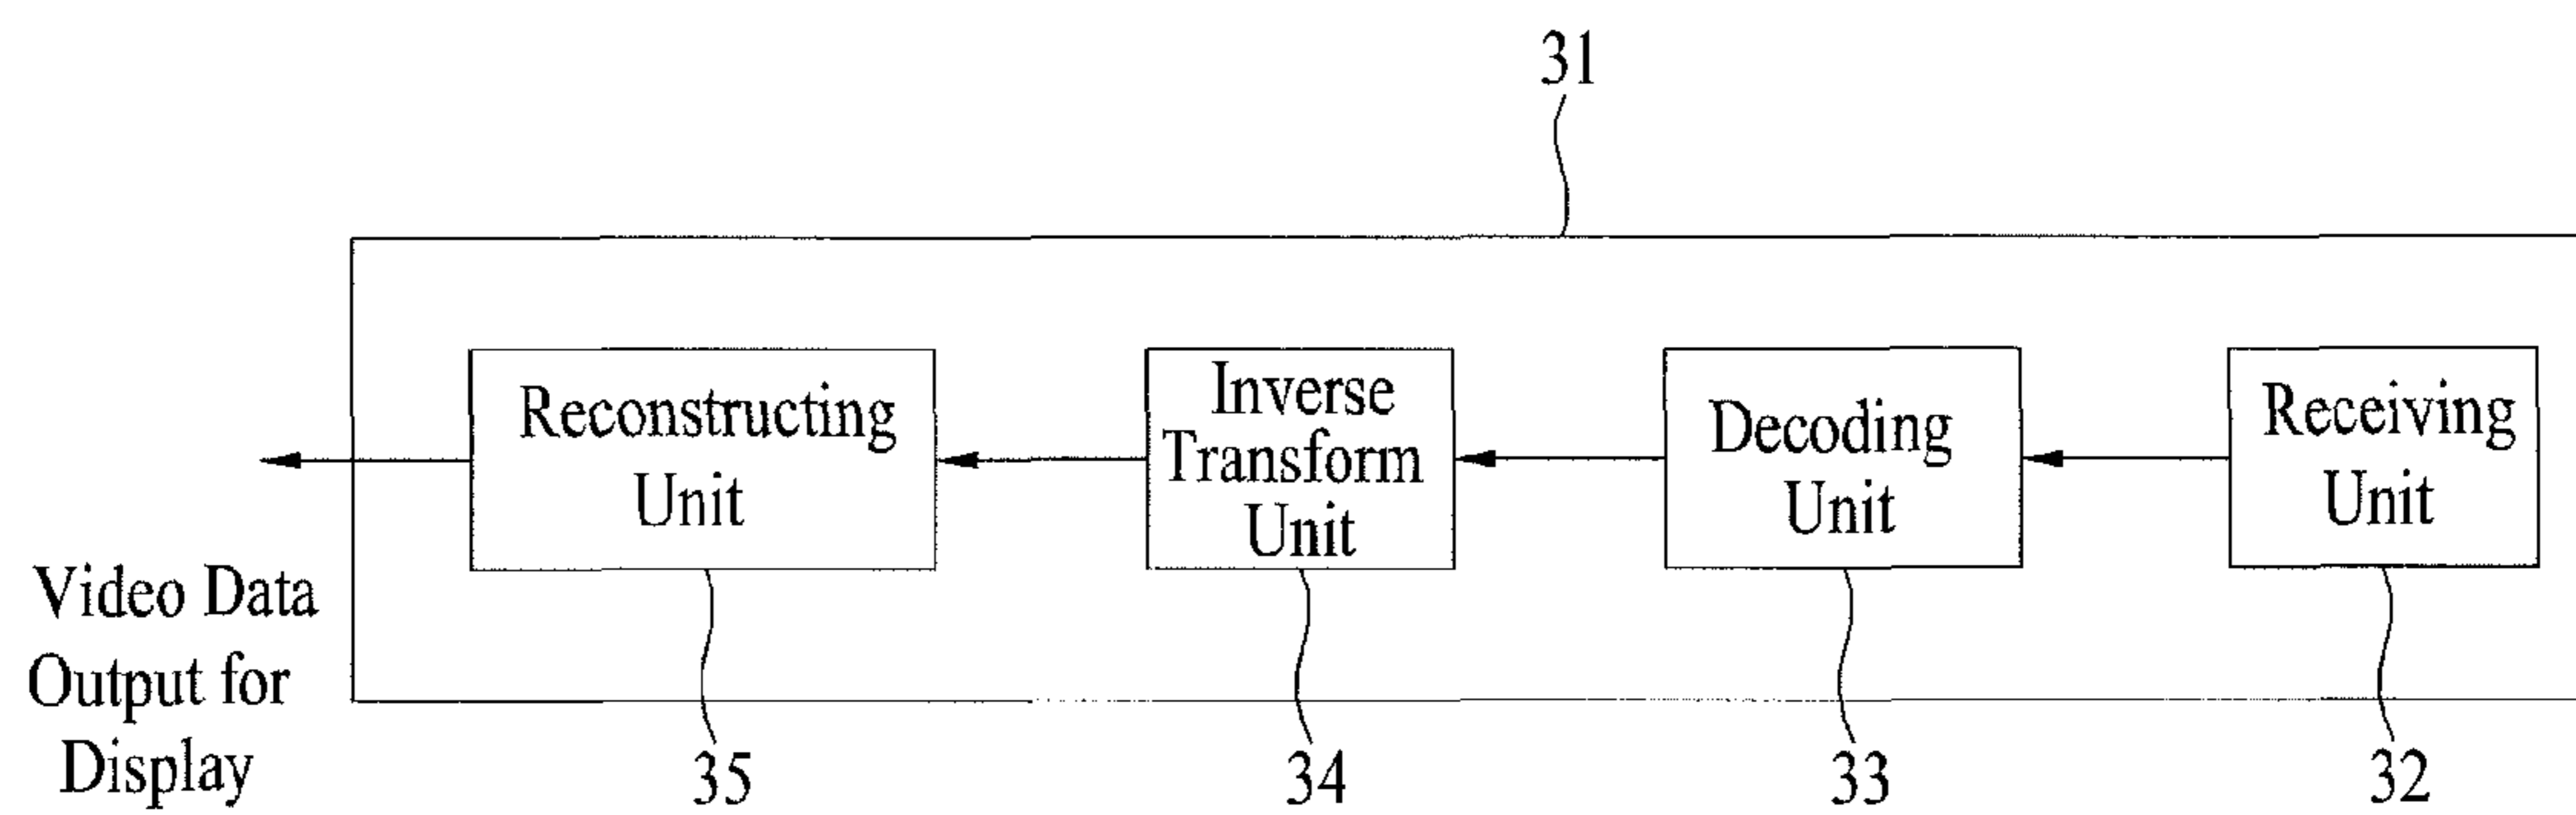 31
Reconstructing
Unit
Inverse
Transform
Unit
Decoding
Unit
Receiving
Unit
Video Data
Output for
Display
35
34
33
32